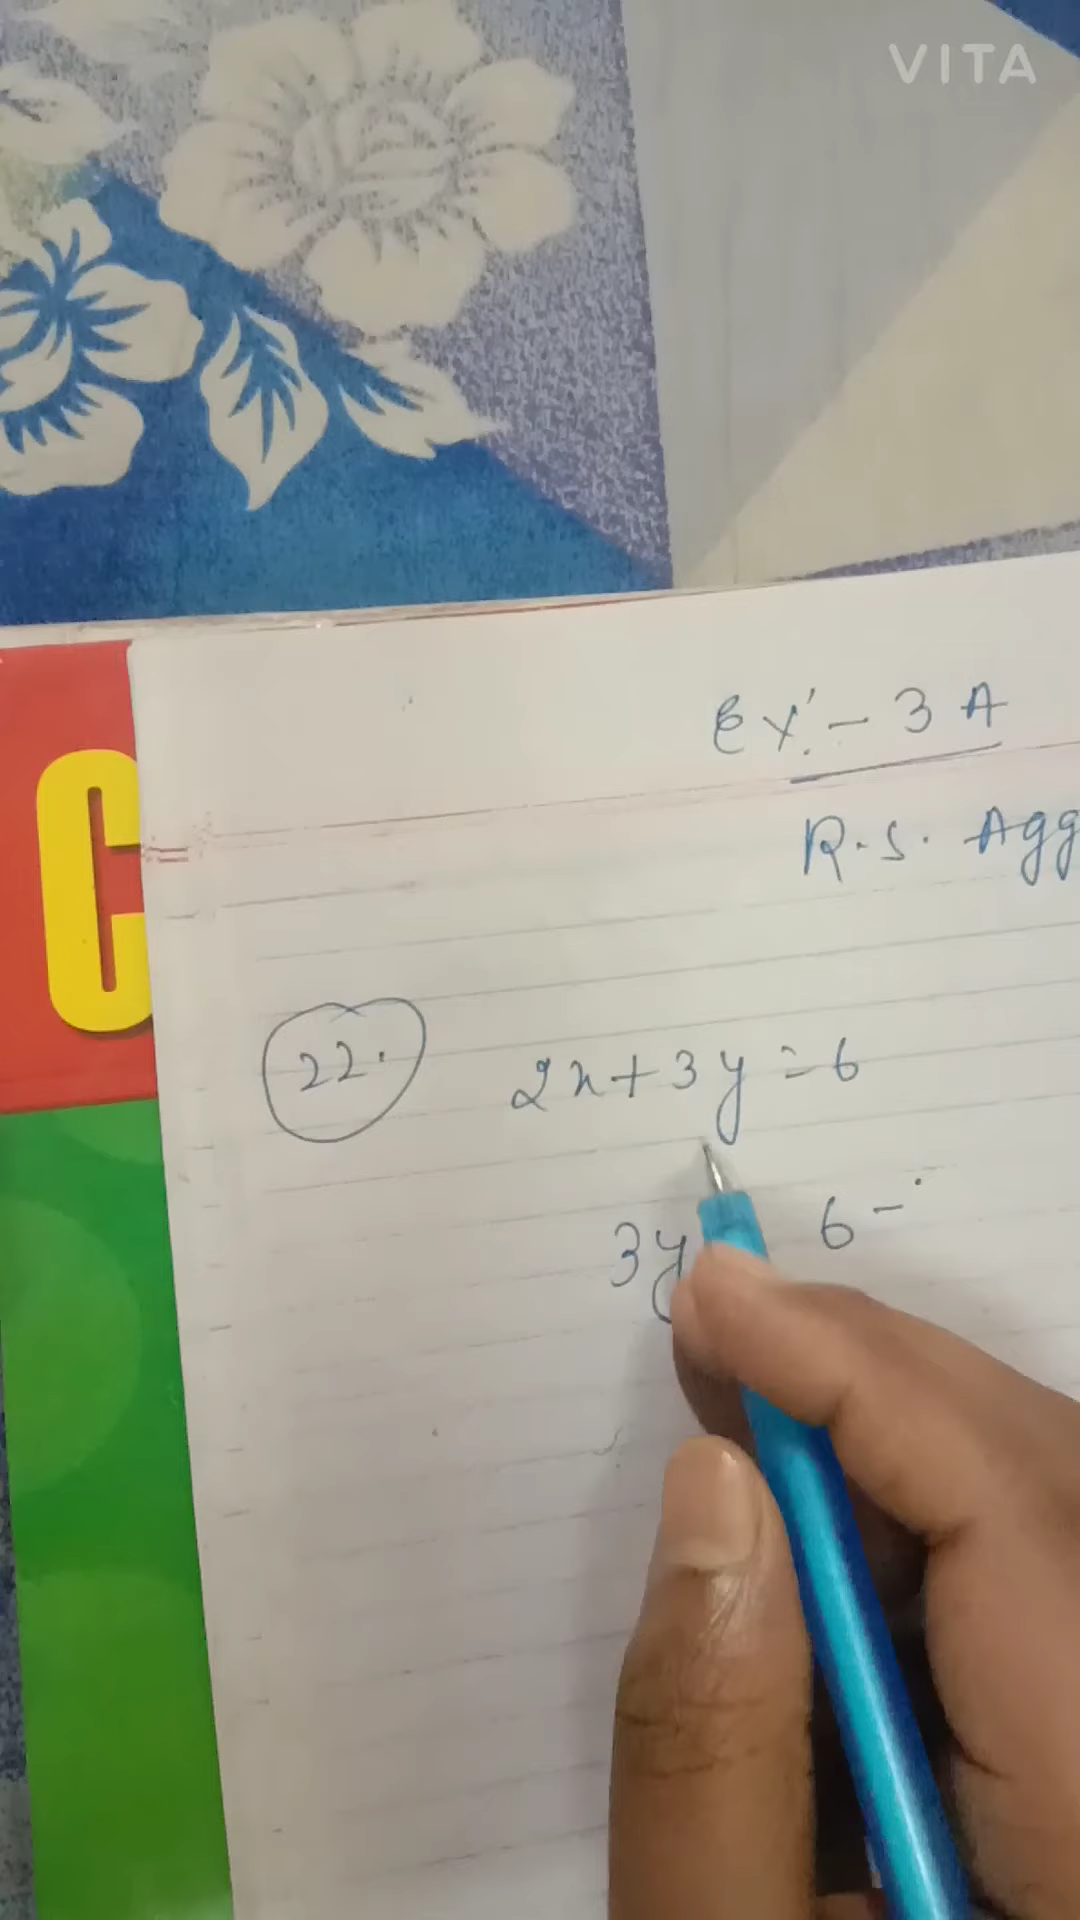 VITA
Ex:- 3A
R.S. Agg
C
22.
2x+3y=6
3y 6-